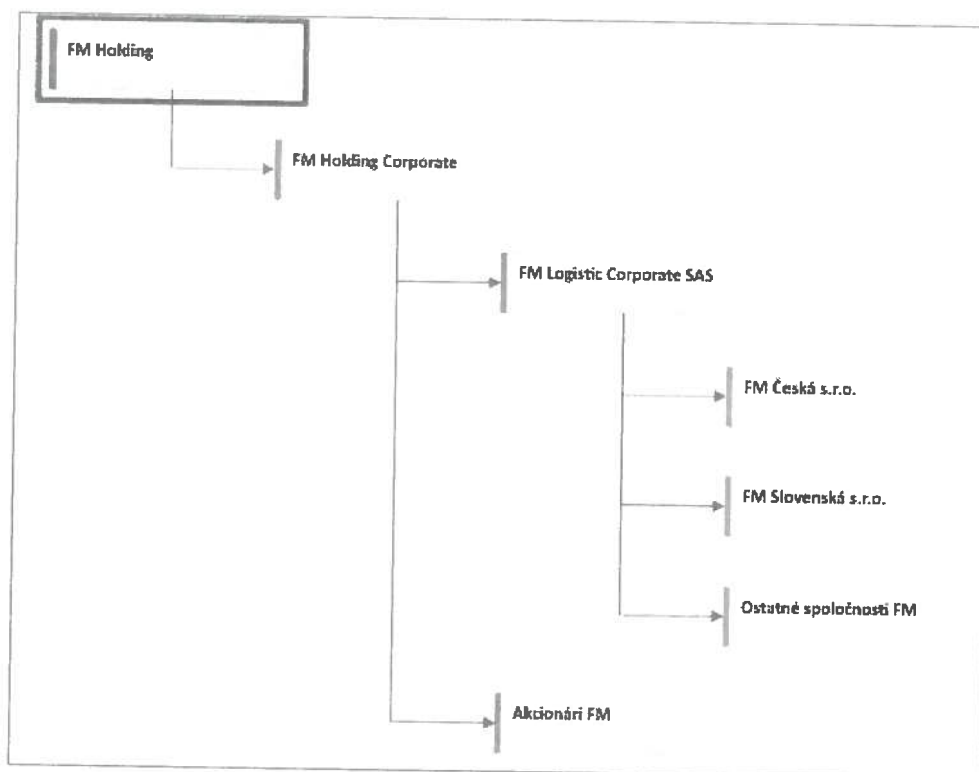 FM Holding
FM Holding Corporate
FM Logistic Corporate SAS
FM Česká s.r.o.
FM Slovenská s.r.o.
Ostatné spoločnosti FM
Akcionári FM